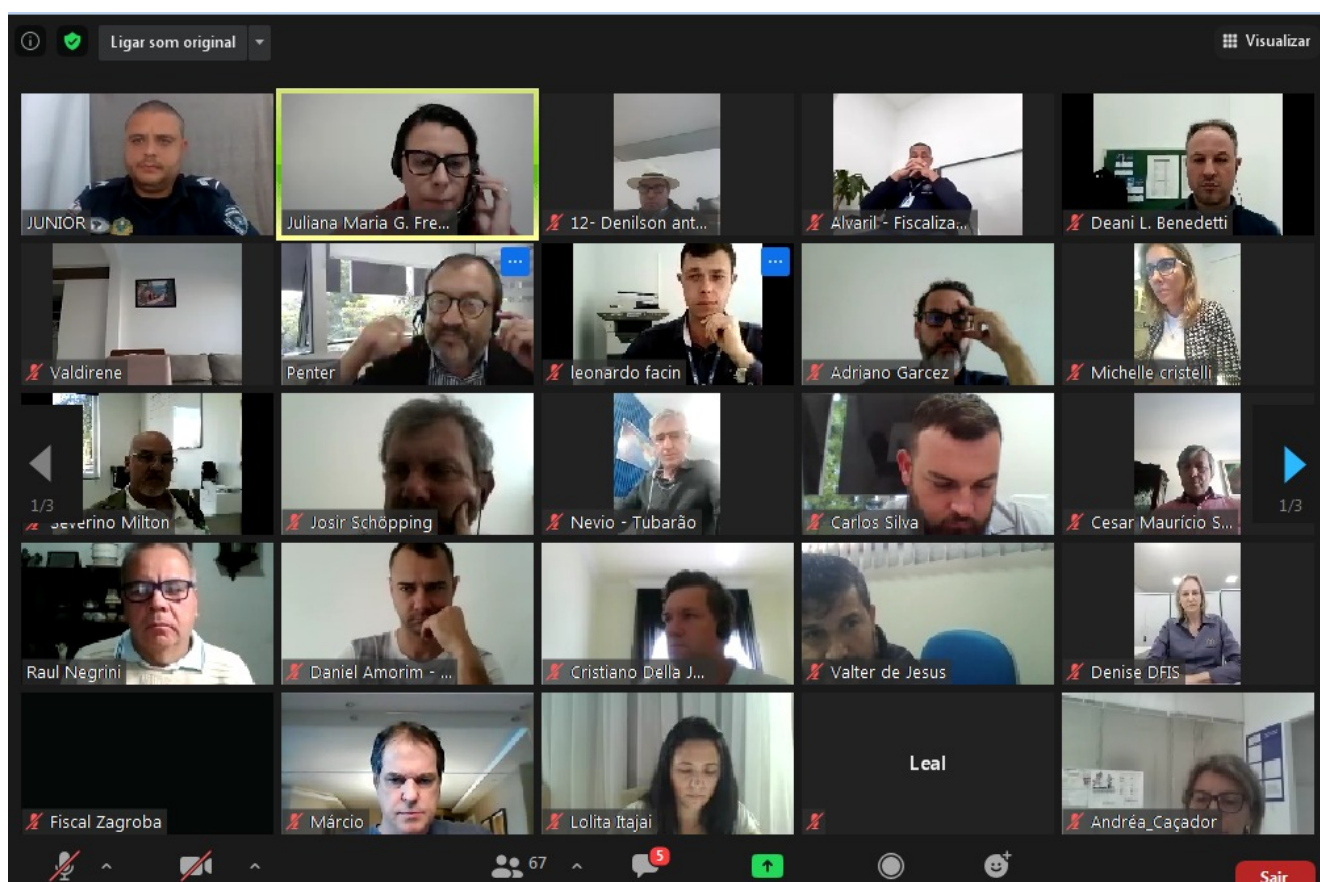 Ligar som original
Visualizar
JUNIOR
Juliana Maria G. Fre...
12- Denilson ant...
Alvaril - Fiscaliza...
Deani L. Benedetti
Valdirene
Penter
leonardo facin
Adriano Garcez
Michelle cristelli
1/3
Severino Milton
Josir Schöpping
Nevio - Tubarão
Carlos Silva
Cesar Maurício S...
1/3
Raul Negrini
Daniel Amorim - ...
Cristiano Della J...
Valter de Jesus
Denise DFIS
Fiscal Zagroba
Márcio
Lolita Itajai
Leal
Andréa_Caçador
67
5
Sair